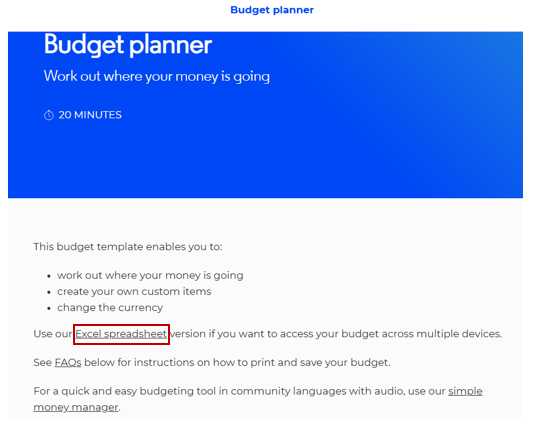 Budget planner
Budget planner
Work out where your money is going
20 MINUTES
This budget template enables you to:
• work out where your money is going
• create your own custom items
• change the currency
Use our Excel spreadsheet version if you want to access your budget across multiple devices.
See FAQs below for instructions on how to print and save your budget.
For a quick and easy budgeting tool in community languages with audio, use our simple
money manager.